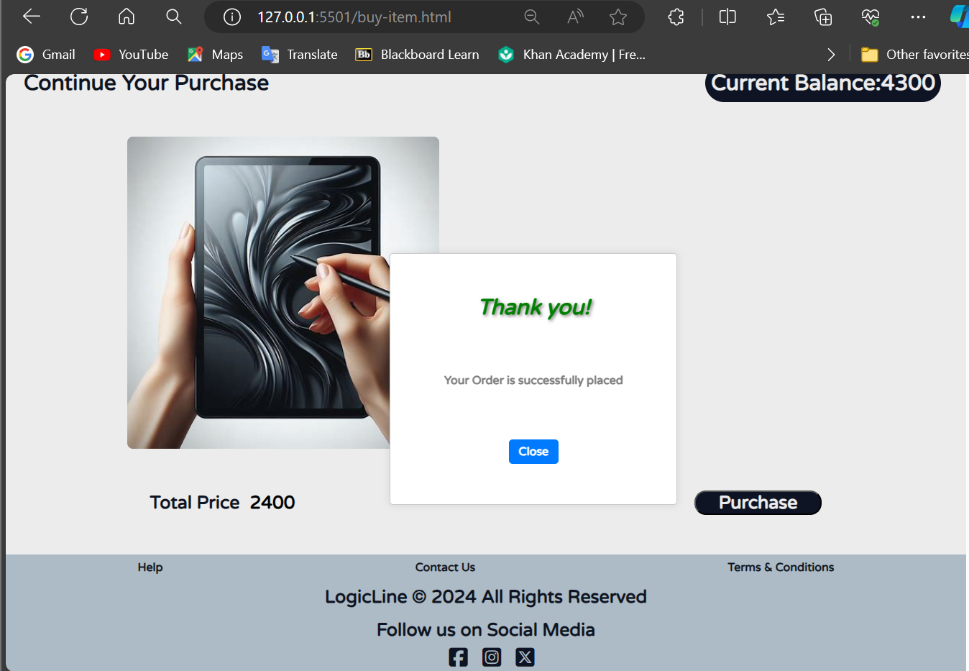 127.0.0.1:5501/buy-item.html
Gmail YouTube Maps Translate Bb Blackboard Learn Khan Academy | Fre... Other favorites
Continue Your Purchase
Current Balance:4300
Thank you!
Your Order is successfully placed
Close
Total Price 2400
Purchase
Help Contact Us Terms & Conditions
LogicLine © 2024 All Rights Reserved
Follow us on Social Media